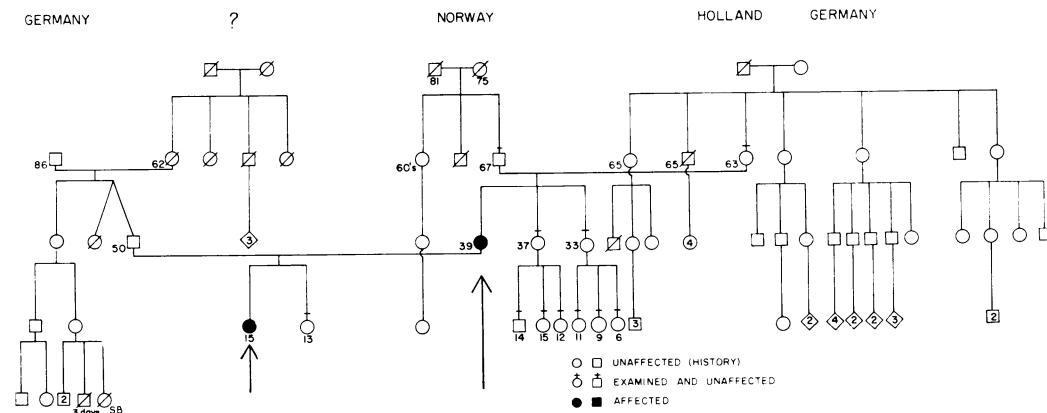 GERMANY ? NORWAY HOLLAND GERMANY
81 75
86 62 60's 67 65 65 63
50 3 39 37 33 4
15 13 14 15 12 11 9 6 3 2 4 2 2 3 2
2
3 days SB
UNAFFECTED (HISTORY)
EXAMINED AND UNAFFECTED
AFFECTED